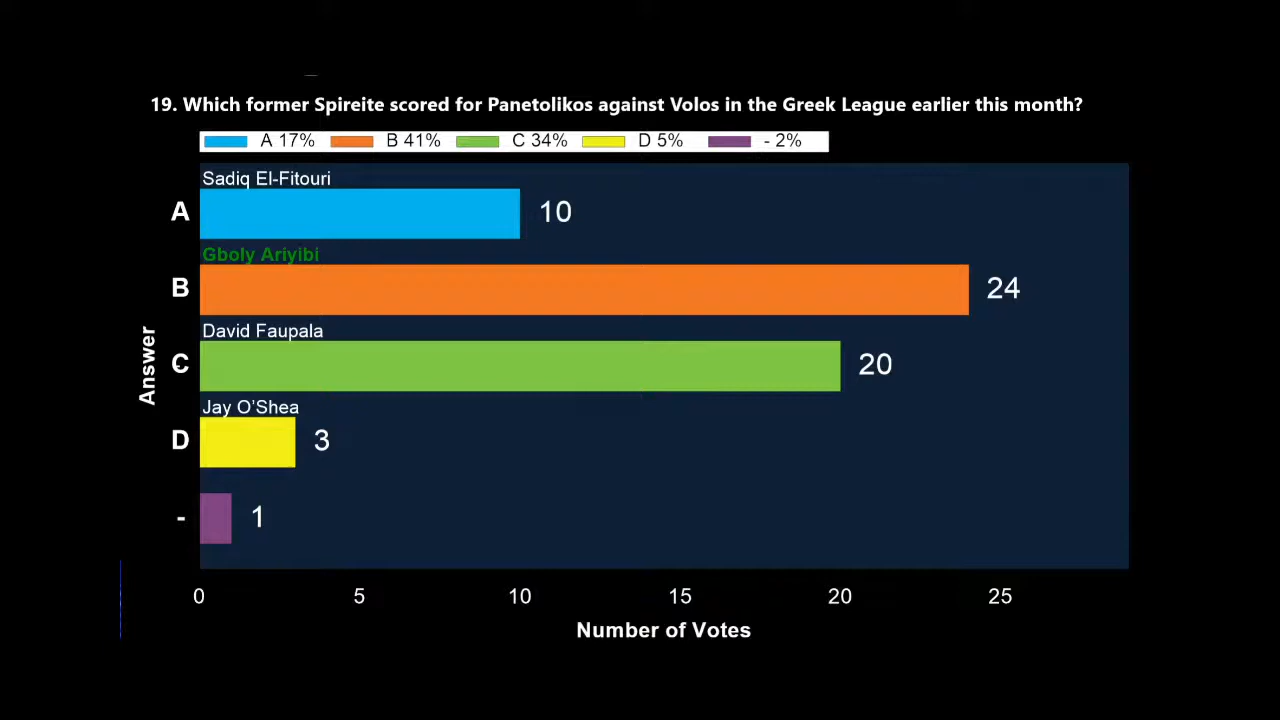 19. Which former Spireite scored for Panetolikos against Volos in the Greek League earlier this month?
A 17% B 41% C 34% D 5% - 2%
Sadiq El-Fitouri
A 10
Gboly Ariyibi
B 24
David Faupala
C 20
Jay O’Shea
D 3
- 1
Answer
0 5 10 15 20 25
Number of Votes